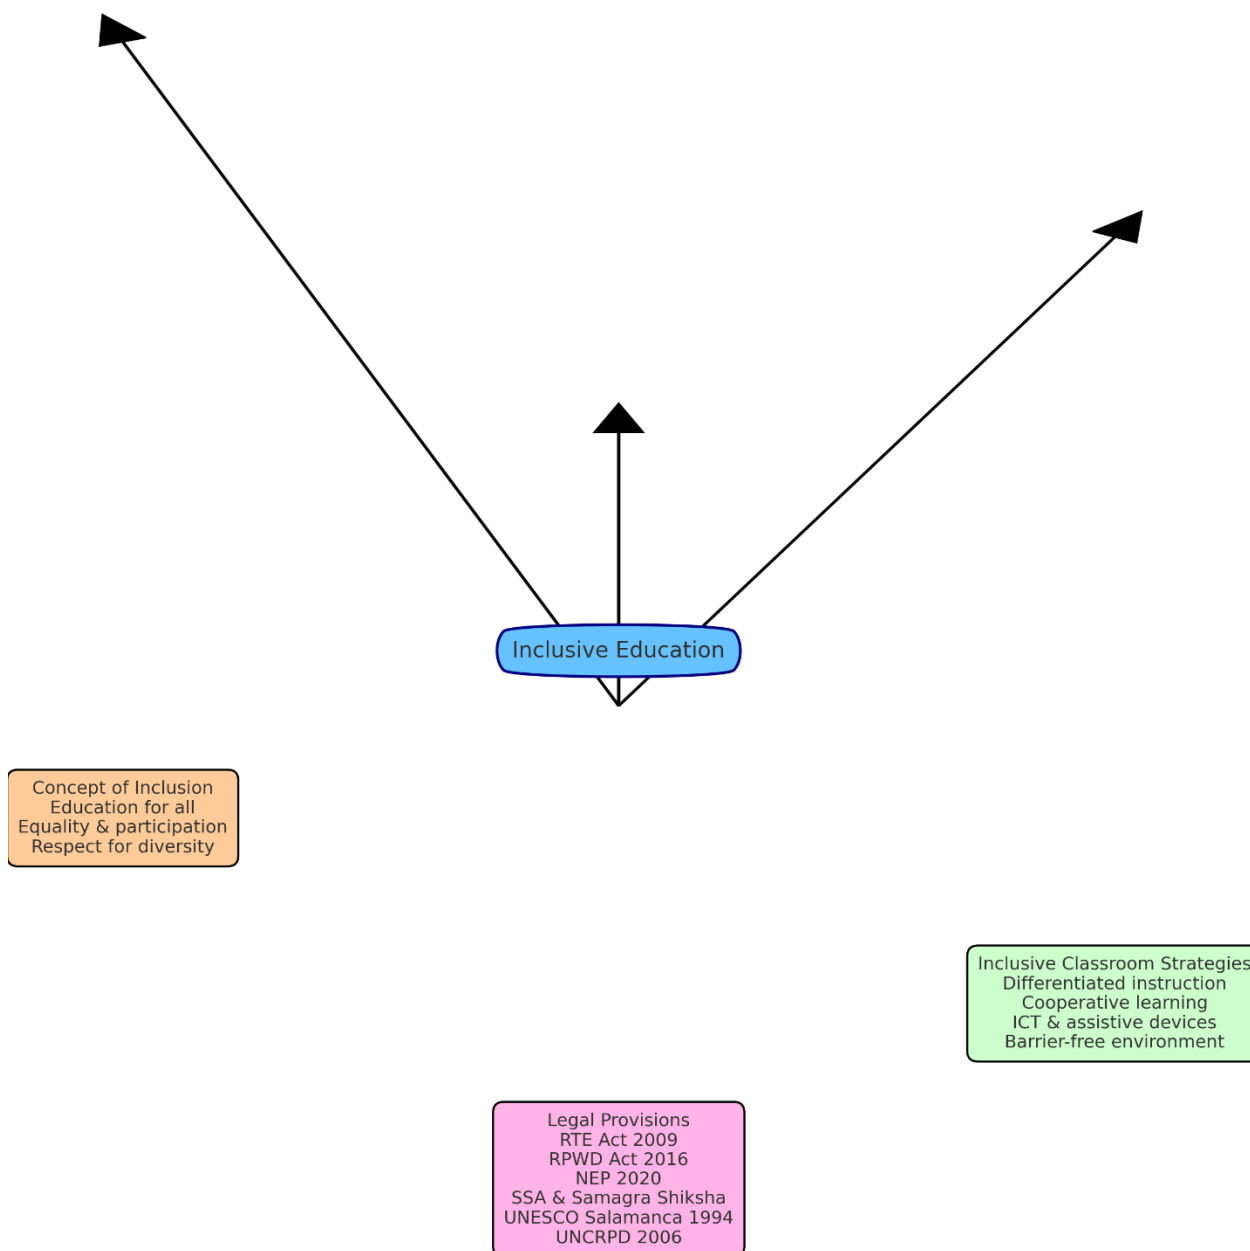 Inclusive Education
Concept of Inclusion
Education for all
Equality & participation
Respect for diversity
Inclusive Classroom Strategies
Differentiated instruction
Cooperative learning
ICT & assistive devices
Barrier-free environment
Legal Provisions
RTE Act 2009
RPWD Act 2016
NEP 2020
SSA & Samagra Shiksha
UNESCO Salamanca 1994
UNCRPD 2006